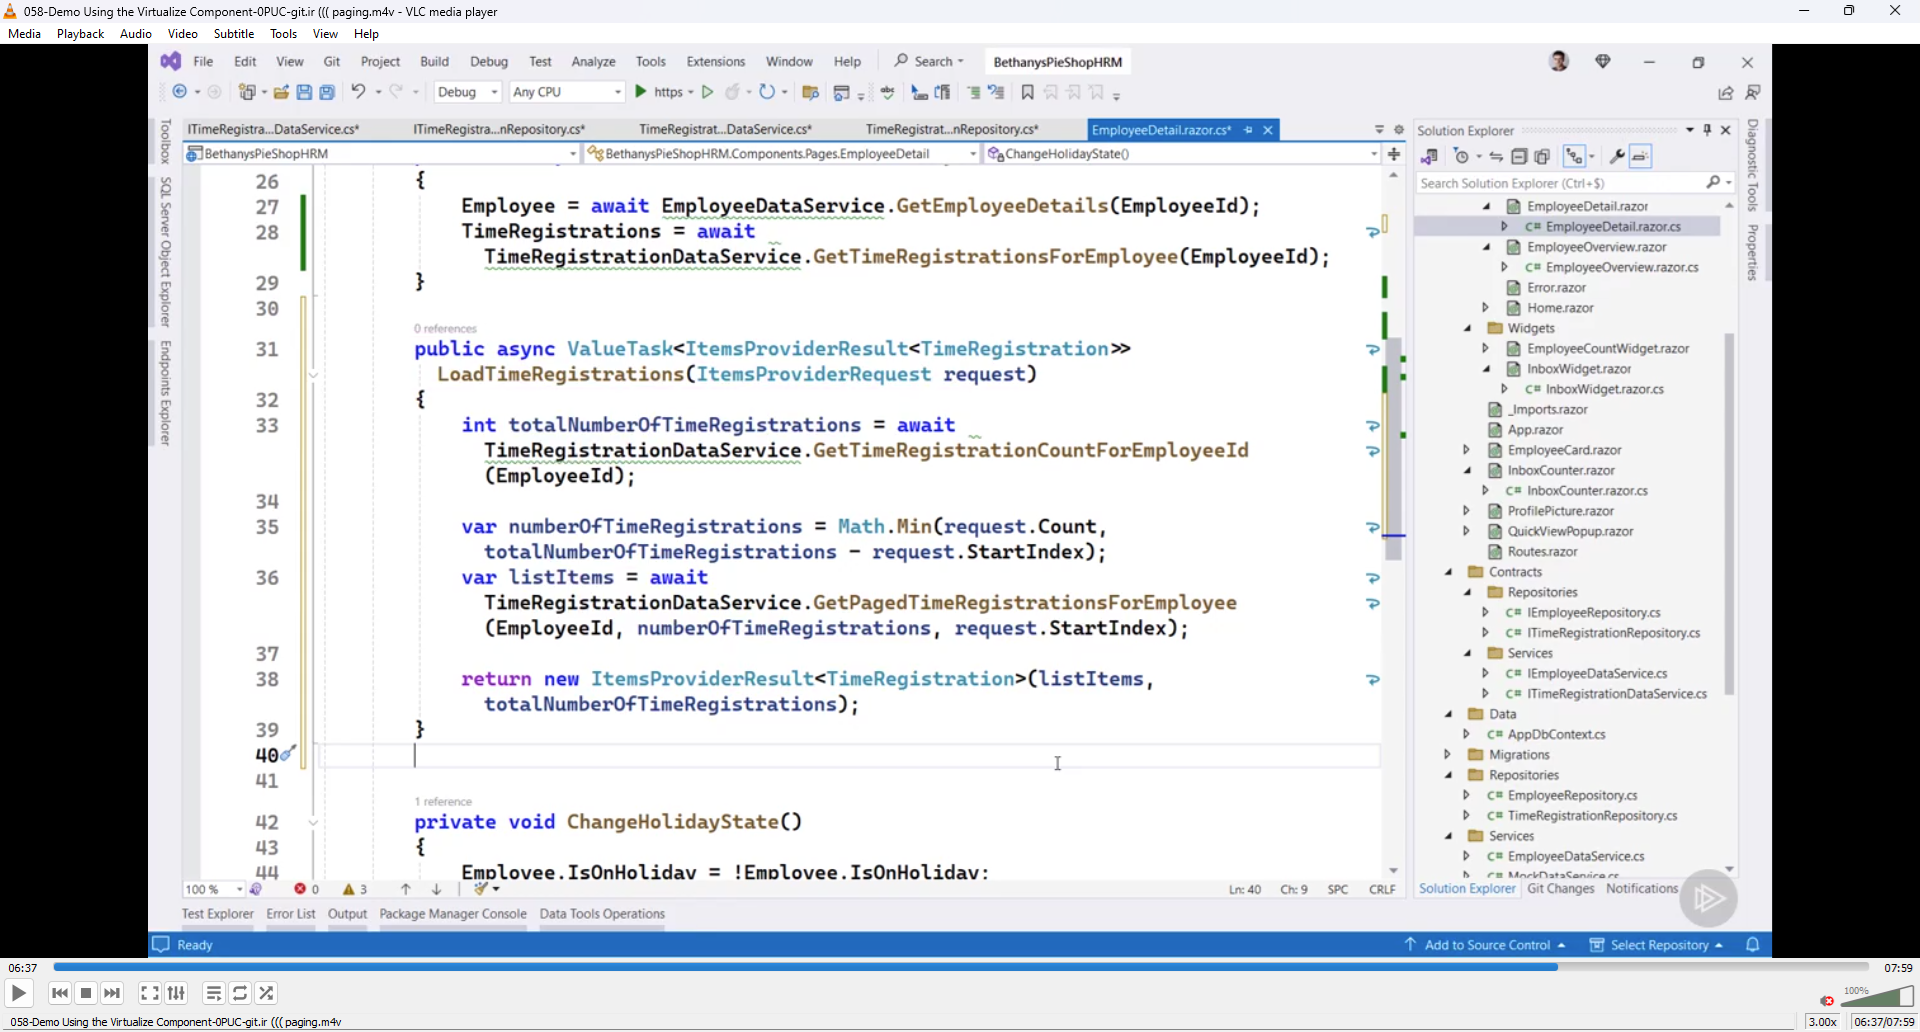 058-Demo Using the Virtualize Component-0PUC-git.ir ((( paging.m4v - VLC media player
Media Playback Audio Video Subtitle Tools View Help
File Edit View Git Project Build Debug Test Analyze Tools Extensions Window Help Search BethanysPieShopHRM
Debug Any CPU https
ITimeRegistra...DataService.cs* ITimeRegistra...nRepository.cs* TimeRegistrat...DataService.cs* TimeRegistrat...nRepository.cs* EmployeeDetail.razor.cs*
BethanysPieShopHRM BethanysPieShopHRM.Components.Pages.EmployeeDetail ChangeHolidayState()
Toolbox
SQL Server Object Explorer
Endpoints Explorer
26 {
27 Employee = await EmployeeDataService.GetEmployeeDetails(EmployeeId);
28 TimeRegistrations = await
TimeRegistrationDataService.GetTimeRegistrationsForEmployee(EmployeeId);
29 }
30
0 references
31 public async ValueTask<ItemsProviderResult<TimeRegistration>>
LoadTimeRegistrations(ItemsProviderRequest request)
32 {
33 int totalNumberOfTimeRegistrations = await
TimeRegistrationDataService.GetTimeRegistrationCountForEmployeeId
(EmployeeId);
34
35 var numberOfTimeRegistrations = Math.Min(request.Count,
totalNumberOfTimeRegistrations - request.StartIndex);
36 var listItems = await
TimeRegistrationDataService.GetPagedTimeRegistrationsForEmployee
(EmployeeId, numberOfTimeRegistrations, request.StartIndex);
37
38 return new ItemsProviderResult<TimeRegistration>(listItems,
totalNumberOfTimeRegistrations);
39 }
40
41
1 reference
42 private void ChangeHolidayState()
43 {
44 Employee.IsOnHoliday = !Employee.IsOnHoliday;
100 % 0 3 Ln: 40 Ch: 9 SPC CRLF
Solution Explorer
Search Solution Explorer (Ctrl+$)
EmployeeDetail.razor
C# EmployeeDetail.razor.cs
EmployeeOverview.razor
C# EmployeeOverview.razor.cs
Error.razor
Home.razor
Widgets
EmployeeCountWidget.razor
InboxWidget.razor
C# InboxWidget.razor.cs
_Imports.razor
App.razor
EmployeeCard.razor
InboxCounter.razor
C# InboxCounter.razor.cs
ProfilePicture.razor
QuickViewPopup.razor
Routes.razor
Contracts
Repositories
C# IEmployeeRepository.cs
C# ITimeRegistrationRepository.cs
Services
C# IEmployeeDataService.cs
C# ITimeRegistrationDataService.cs
Data
C# AppDbContext.cs
Migrations
Repositories
C# EmployeeRepository.cs
C# TimeRegistrationRepository.cs
Services
C# EmployeeDataService.cs
C# MockDataService.cs
Solution Explorer Git Changes Notifications
Diagnostic Tools
Properties
Test Explorer Error List Output Package Manager Console Data Tools Operations
Ready Add to Source Control Select Repository
06:37 07:59
100%
058-Demo Using the Virtualize Component-0PUC-git.ir ((( paging.m4v 3.00x 06:37/07:59